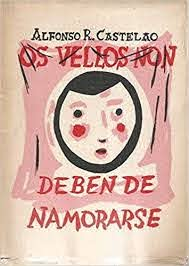 ALFONSO R. CASTELAO
OS VELLOS NON
DEBEN DE
NAMORARSE